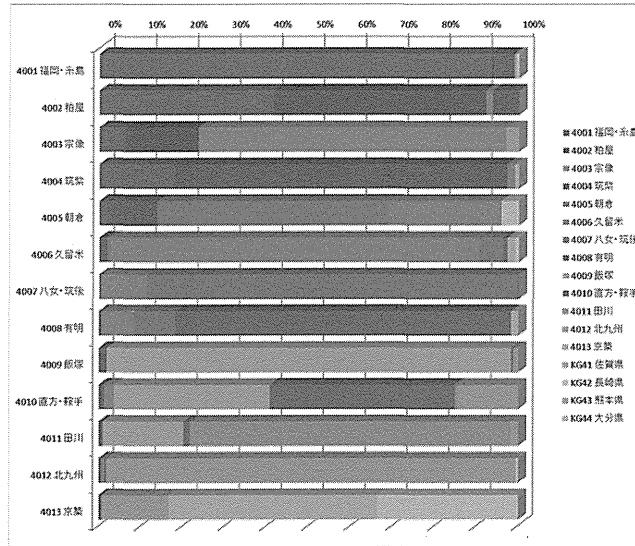 0% 10% 20% 30% 40% 50% 60% 70% 80% 90% 100%
4001 福岡・糸島
4002 粕屋
4003 宗像
4004 筑紫
4005 朝倉
4006 久留米
4007 八女・筑後
4008 有明
4009 飯塚
4010 直方・鞍手
4011 田川
4012 北九州
4013 京築
4001 福岡・糸島
4002 粕屋
4003 宗像
4004 筑紫
4005 朝倉
4006 久留米
4007 八女・筑後
4008 有明
4009 飯塚
4010 直方・鞍手
4011 田川
4012 北九州
4013 京築
KG41 佐賀県
KG42 長崎県
KG43 熊本県
KG44 大分県